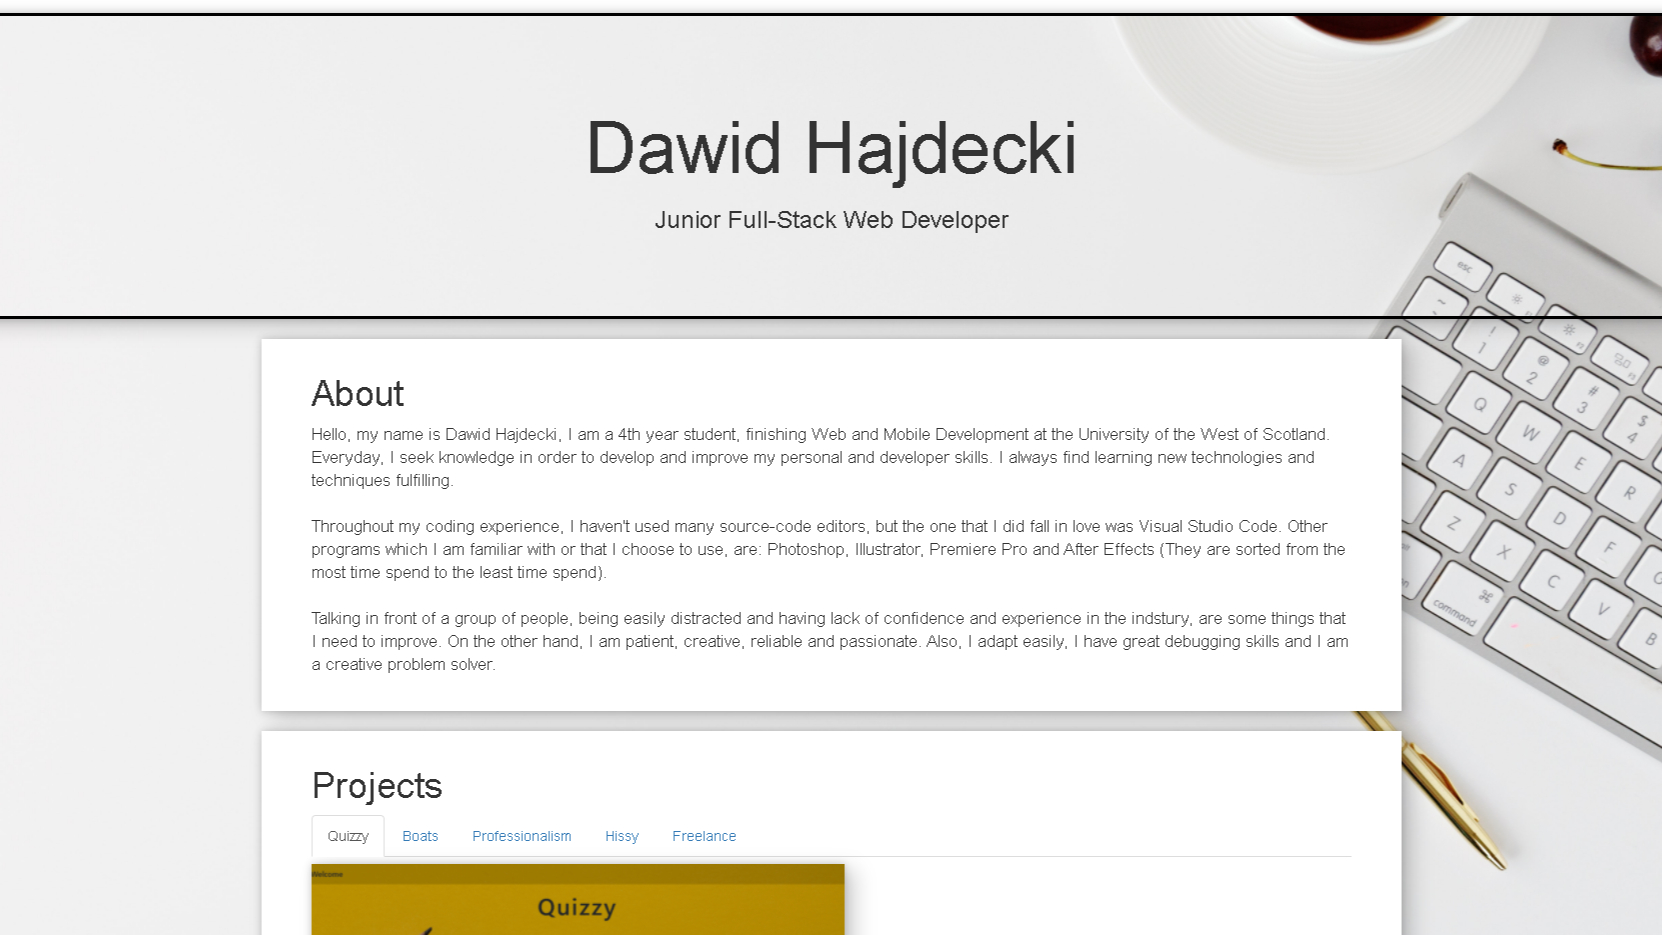 Dawid Hajdecki
Junior Full-Stack Web Developer
esc
~
!
1
@
2
#
3
$
4
Q
W
E
R
A
S
D
F
G
Z
X
C
V
B
⌘
command
About
Hello, my name is Dawid Hajdecki, I am a 4th year student, finishing Web and Mobile Development at the University of the West of Scotland.
Everyday, I seek knowledge in order to develop and improve my personal and developer skills. I always find learning new technologies and
techniques fulfilling.
Throughout my coding experience, I haven't used many source-code editors, but the one that I did fall in love was Visual Studio Code. Other
programs which I am familiar with or that I choose to use, are: Photoshop, Illustrator, Premiere Pro and After Effects (They are sorted from the
most time spend to the least time spend).
Talking in front of a group of people, being easily distracted and having lack of confidence and experience in the indstury, are some things that
I need to improve. On the other hand, I am patient, creative, reliable and passionate. Also, I adapt easily, I have great debugging skills and I am
a creative problem solver.
Projects
Quizzy Boats Professionalism Hissy Freelance
Welcome
Quizzy